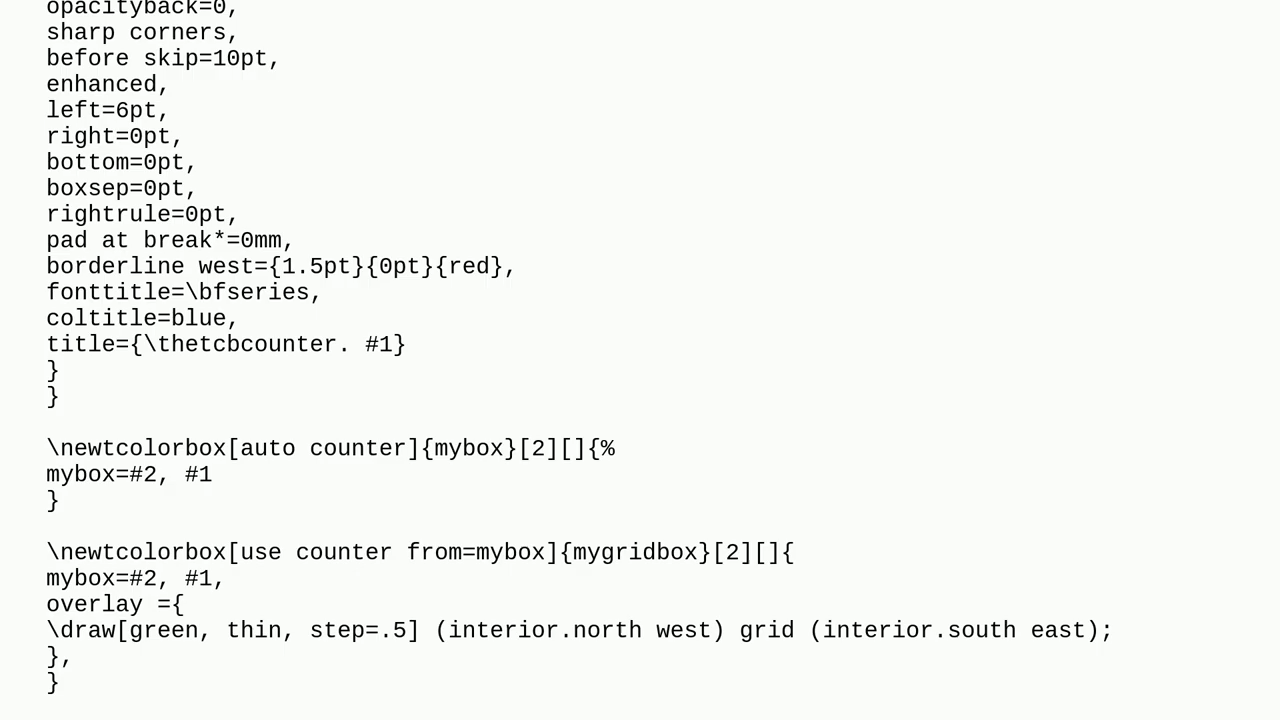 opacityback=0,
sharp corners,
before skip=10pt,
enhanced,
left=6pt,
right=0pt,
bottom=0pt,
boxsep=0pt,
rightrule=0pt,
pad at break*=0mm,
borderline west={1.5pt}{0pt}{red},
fonttitle=\bfseries,
coltitle=blue,
title={\thetcbcounter. #1}
}
}

\newtcolorbox[auto counter]{mybox}[2][]{%
mybox=#2, #1
}

\newtcolorbox[use counter from=mybox]{mygridbox}[2][]{
mybox=#2, #1,
overlay ={
\draw[green, thin, step=.5] (interior.north west) grid (interior.south east);
},
}